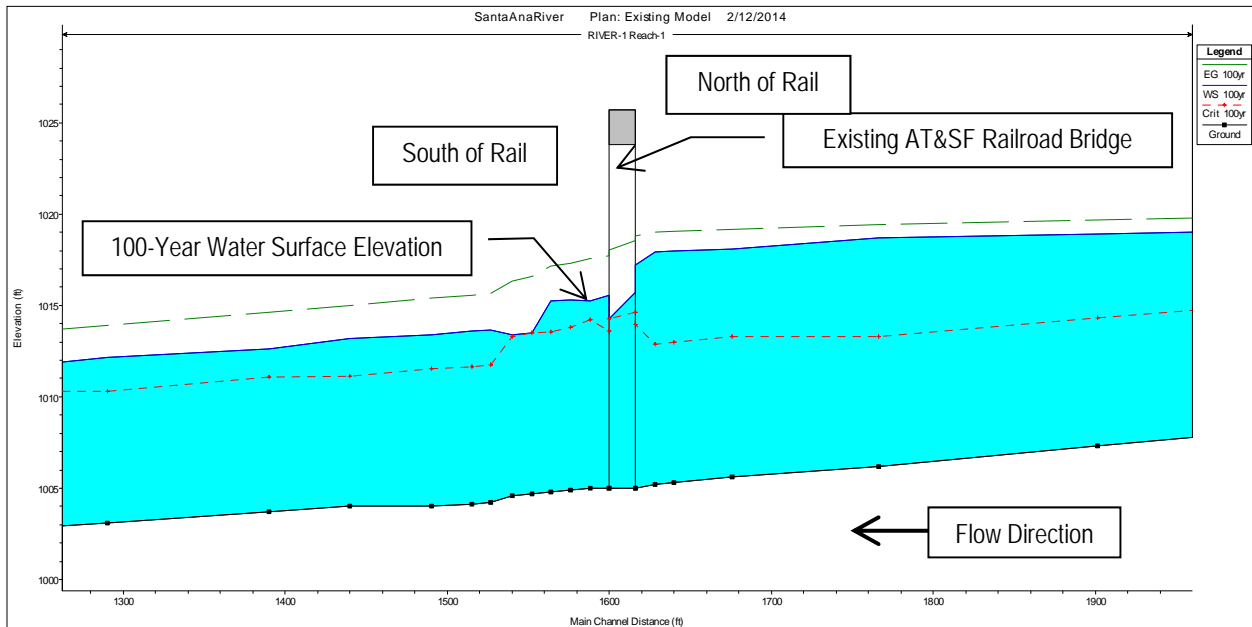 SantaAnaRiver Plan: Existing Model 2/12/2014
RIVER-1 Reach-1
Legend
EG 100yr
WS 100yr
Crit 100yr
Ground
North of Rail
South of Rail
Existing AT&SF Railroad Bridge
100-Year Water Surface Elevation
Flow Direction
Elevation (ft)
1025
1020
1015
1010
1005
1000
1300 1400 1500 1600 1700 1800 1900
Main Channel Distance (ft)